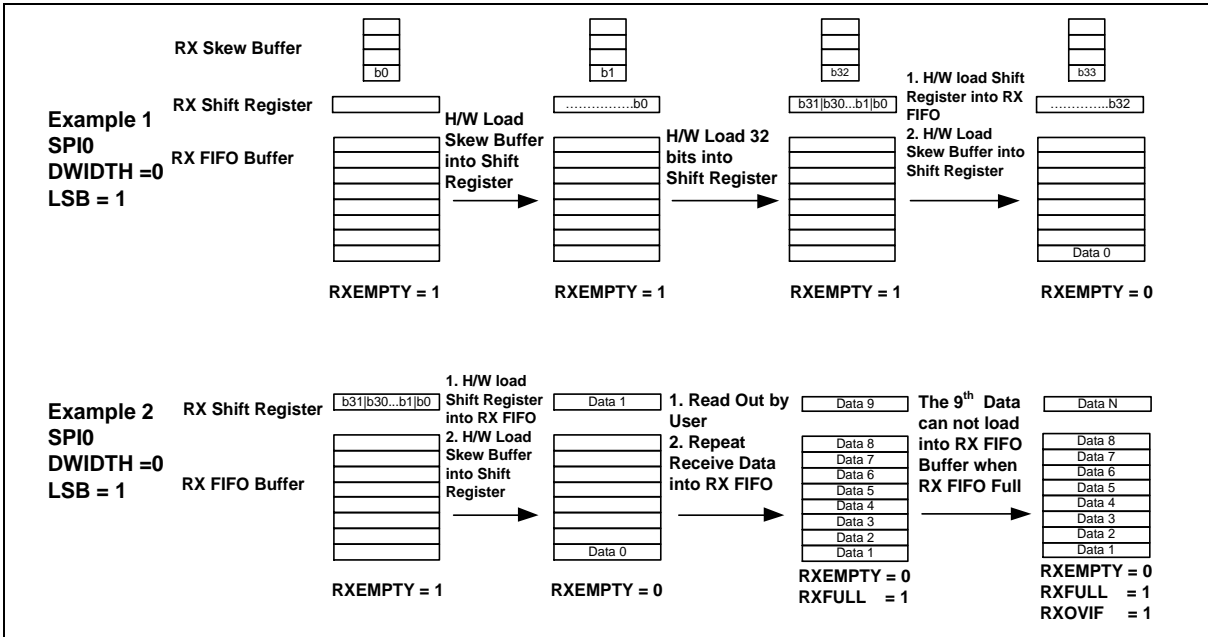 RX Skew Buffer
b0
b1
b32
b33
Example 1
SPI0
DWIDTH =0
LSB = 1
RX Shift Register
................b0
b31|b30...b1|b0
..............b32
RX FIFO Buffer
H/W Load
Skew Buffer
into Shift
Register
H/W Load 32
bits into
Shift Register
1. H/W load Shift
Register into RX
FIFO
2. H/W Load
Skew Buffer into
Shift Register
Data 0
RXEMPTY = 1
RXEMPTY = 1
RXEMPTY = 1
RXEMPTY = 0
Example 2
SPI0
DWIDTH =0
LSB = 1
RX Shift Register
b31|b30...b1|b0
RX FIFO Buffer
RXEMPTY = 1
1. H/W load
Shift Register
into RX FIFO
2. H/W Load
Skew Buffer
into Shift
Register
Data 1
Data 0
RXEMPTY = 0
1. Read Out by
User
2. Repeat
Receive Data
into RX FIFO
Data 9
Data 8
Data 7
Data 6
Data 5
Data 4
Data 3
Data 2
Data 1
RXEMPTY = 0
RXFULL = 1
The 9th Data
can not load
into RX FIFO
Buffer when
RX FIFO Full
Data N
Data 8
Data 7
Data 6
Data 5
Data 4
Data 3
Data 2
Data 1
RXEMPTY = 0
RXFULL = 1
RXOVIF = 1